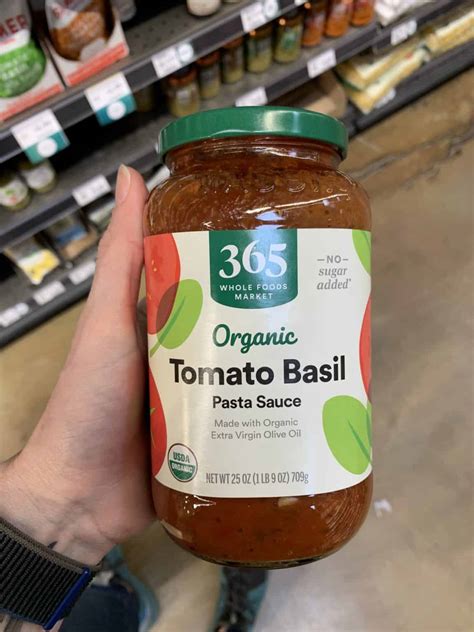 365
WHOLE FOODS
MARKET
—NO—
sugar
added*
Organic
Tomato Basil
Pasta Sauce
Made with Organic
Extra Virgin Olive Oil
USDA
ORGANIC
NET WT 25 OZ (1 LB 9 OZ) 709g